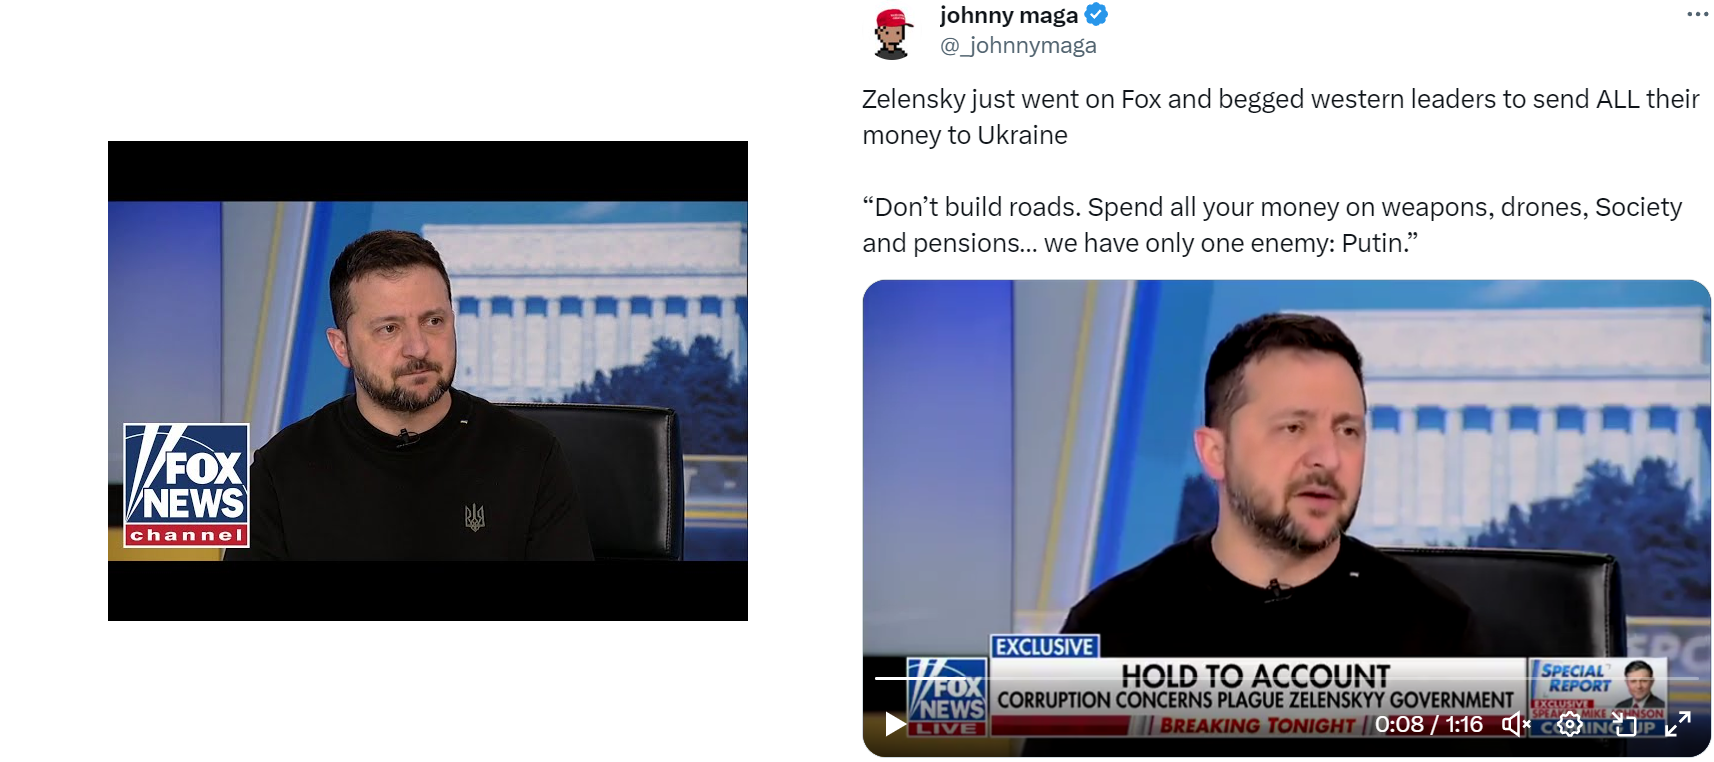 FOX
NEWS
channel
johnny maga
@_johnnymaga
Zelensky just went on Fox and begged western leaders to send ALL their
money to Ukraine
“Don’t build roads. Spend all your money on weapons, drones, Society
and pensions... we have only one enemy: Putin.”
EXCLUSIVE
HOLD TO ACCOUNT
CORRUPTION CONCERNS PLAGUE ZELENSKYY GOVERNMENT
BREAKING TONIGHT
FOX
NEWS
LIVE
SPECIAL
REPORT
EXCLUSIVE
SPEAKER MIKE JOHNSON
COMING UP
0:08 / 1:16